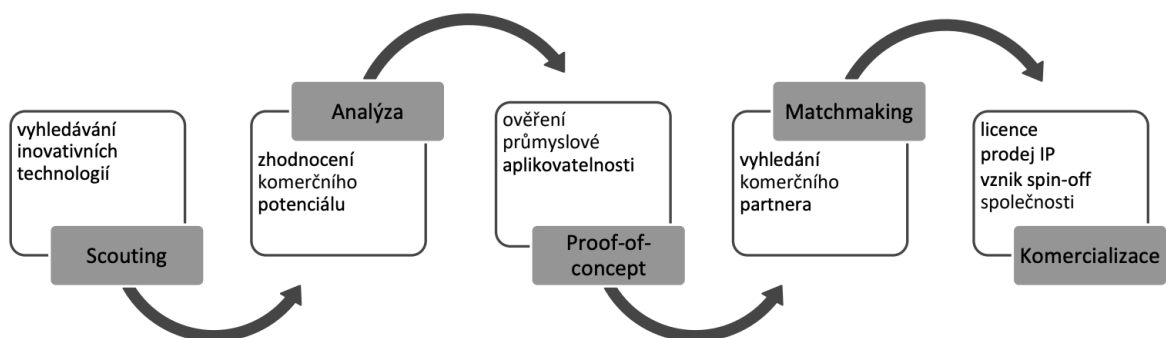 vyhledávání
inovativních
technologií
Scouting
Analýza
zhodnocení
komerčního
potenciálu
ověření
průmyslové
aplikovatelnosti
Proof-of-
concept
Matchmaking
vyhledání
komerčního
partnera
licence
prodej IP
vznik spin-off
společnosti
Komercializace